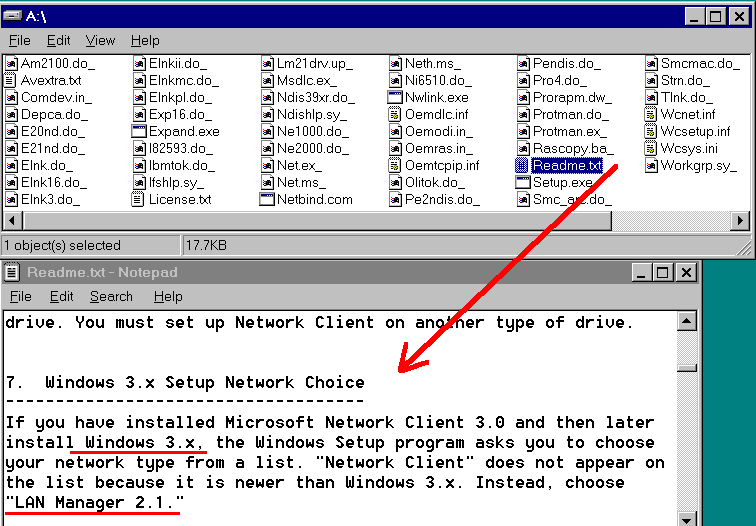 A:\
File Edit View Help
Am2100.do_ Elnkii.do_ Lm21drv.up_ Neth.ms_ Pendis.do_ Smcmac.do_
Avextra.txt Elnkmc.do_ Msdlc.ex_ Ni6510.do_ Pro4.do_ Strn.do_
Comdev.in_ Elnkpl.do_ Ndis39xr.do_ Nwlink.exe Prorapm.dw_ Tlnk.do_
Depca.do_ Exp16.do_ Ndishlp.sy_ Oemdlc.inf Protman.do_ Wcnet.inf
E20nd.do_ Expand.exe Ne1000.do_ Oemodi.in_ Protman.ex_ Wcsetup.inf
E21nd.do_ I82593.do_ Ne2000.do_ Oemras.in_ Rascopy.ba_ Wcsys.ini
Elnk.do_ Ibmtok.do_ Net.ex_ Oemtcpip.inf Readme.txt Workgrp.sy_
Elnk16.do_ Ifshlp.sy_ Net.ms_ Olitok.do_ Setup.exe
Elnk3.do_ License.txt Netbind.com Pe2ndis.do_ Smc_arc.do_
1 object(s) selected 17.7KB
Readme.txt - Notepad
File Edit Search Help
drive. You must set up Network Client on another type of drive.
7. Windows 3.x Setup Network Choice
------------------------------------
If you have installed Microsoft Network Client 3.0 and then later
install Windows 3.x, the Windows Setup program asks you to choose
your network type from a list. "Network Client" does not appear on
the list because it is newer than Windows 3.x. Instead, choose
"LAN Manager 2.1."